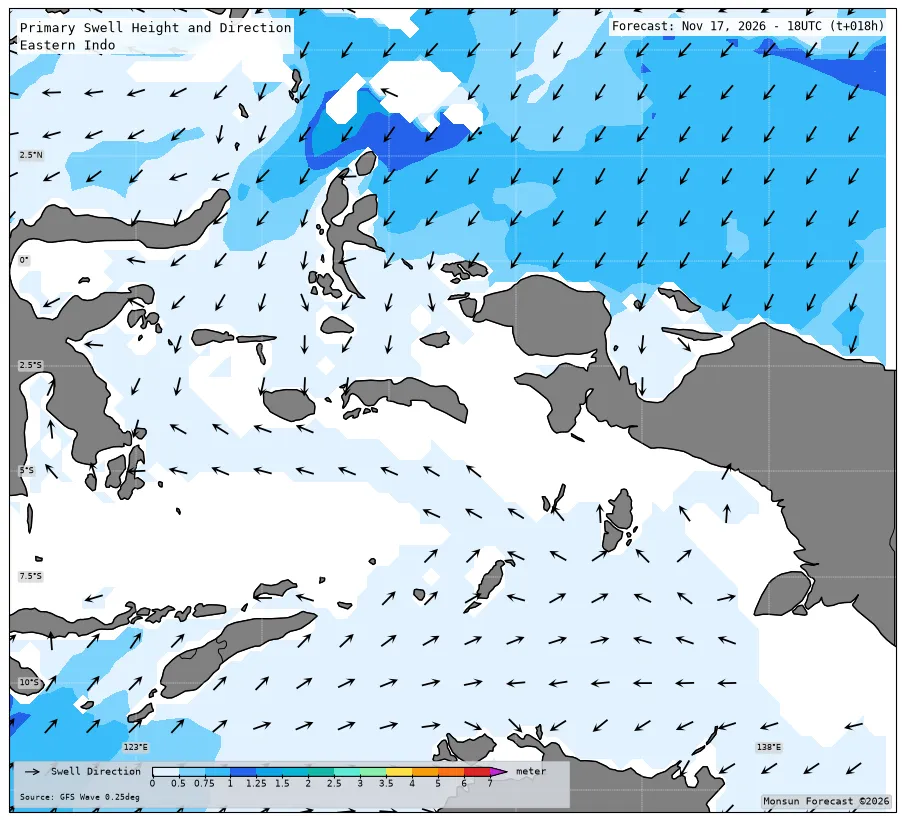 Primary Swell Height and Direction
Eastern Indo
Forecast: Nov 17, 2026 - 18UTC (t+018h)
2.5°N
0°
2.5°S
5°S
7.5°S
10°S
123°E
138°E
Swell Direction
meter
0 0.5 0.75 1 1.25 1.5 2 2.5 3 3.5 4 5 6 7
Source: GFS Wave 0.25deg
Monsun Forecast ©2026